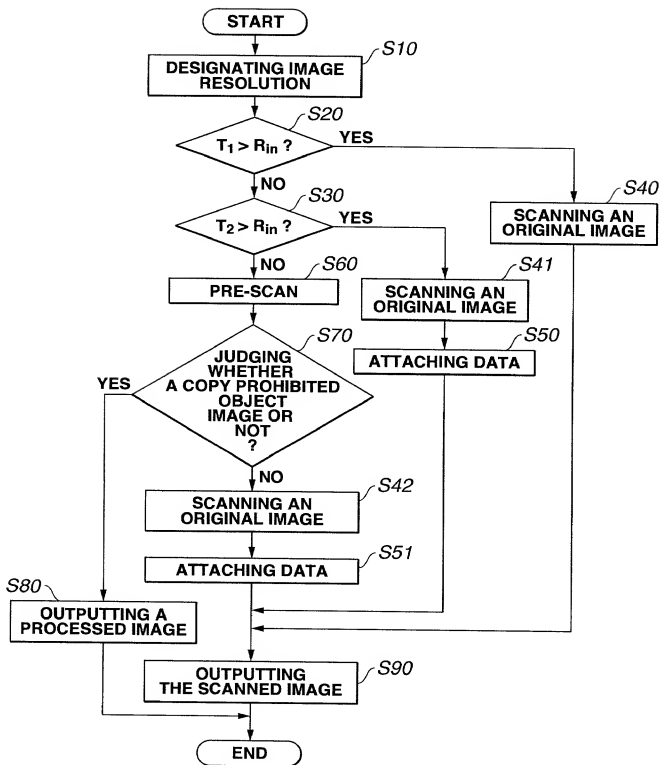 START
DESIGNATING IMAGE
RESOLUTION
S10
T1 > Rin ?
S20
YES
NO
T2 > Rin ?
S30
YES
NO
SCANNING AN
ORIGINAL IMAGE
S40
PRE-SCAN
S60
SCANNING AN
ORIGINAL IMAGE
S41
ATTACHING DATA
S50
JUDGING
WHETHER
A COPY PROHIBITED
OBJECT
IMAGE OR
NOT
?
S70
YES
NO
SCANNING AN
ORIGINAL IMAGE
S42
ATTACHING DATA
S51
OUTPUTTING A
PROCESSED IMAGE
S80
OUTPUTTING
THE SCANNED IMAGE
S90
END